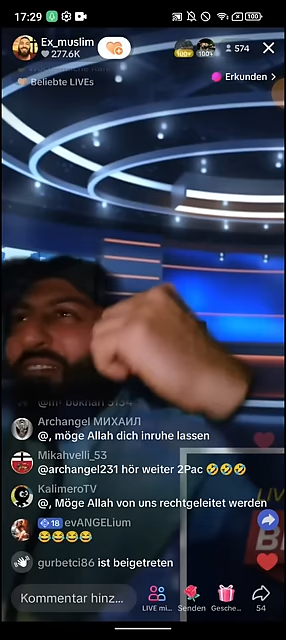 17:29
100
Ex_muslim
277.6K
100+
574
Beliebte LIVEs
Erkunden >
Archangel МИХАИЛ
@, möge Allah dich inruhe lassen
Mikahvelli_53
@archangel231 hör weiter 2Pac 🤣🤣🤣
KalimeroTV
@, Möge Allah von uns rechtgeleitet werden
18 evANGELium
😂😂😂😂
gurbetci86 ist beigetreten
Kommentar hinz...
LIVE mi...
Senden
Gesche...
54